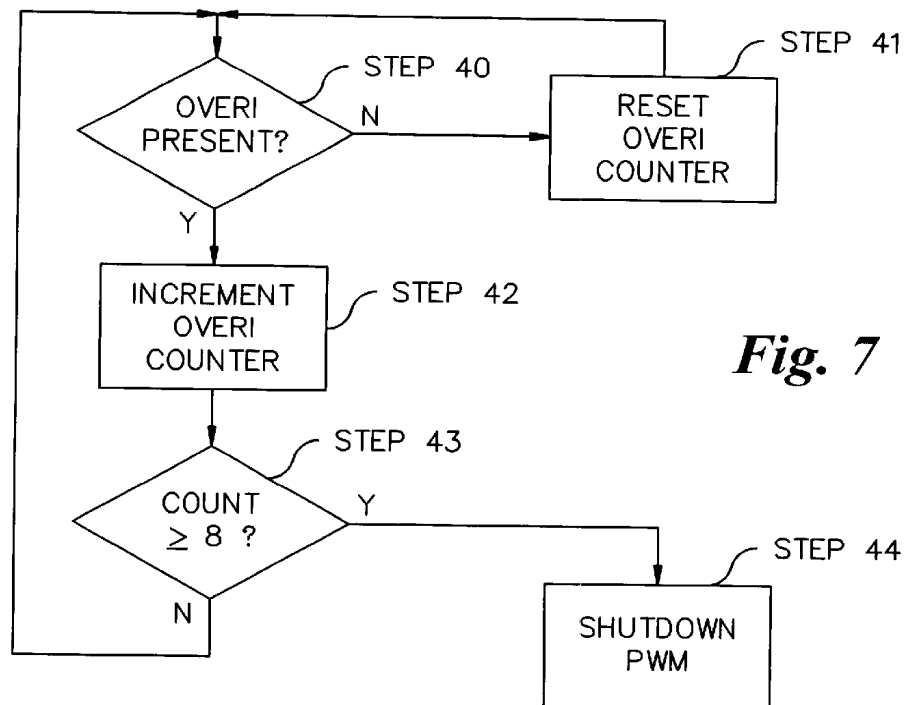 STEP 40
STEP 41
OVERI
PRESENT?
N
RESET
OVERI
COUNTER
Y
INCREMENT
OVERI
COUNTER
STEP 42
Fig. 7
STEP 43
COUNT
≥ 8 ?
Y
N
STEP 44
SHUTDOWN
PWM